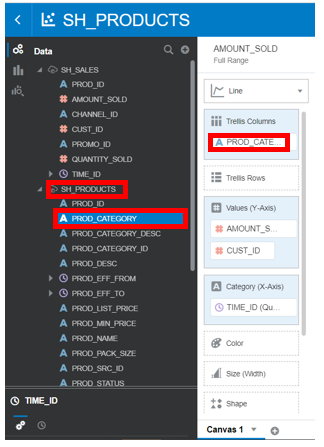 SH_PRODUCTS
Data
SH_SALES
PROD_ID
AMOUNT_SOLD
CHANNEL_ID
CUST_ID
PROMO_ID
QUANTITY_SOLD
TIME_ID
SH_PRODUCTS
PROD_ID
PROD_CATEGORY
PROD_CATEGORY_DESC
PROD_CATEGORY_ID
PROD_DESC
PROD_EFF_FROM
PROD_EFF_TO
PROD_LIST_PRICE
PROD_MIN_PRICE
PROD_NAME
PROD_PACK_SIZE
PROD_SRC_ID
PROD_STATUS
TIME_ID
AMOUNT_SOLD
Full Range
Line
Trellis Columns
PROD_CATE...
Trellis Rows
Values (Y-Axis)
AMOUNT_S...
CUST_ID
Category (X-Axis)
TIME_ID (Qu...
Color
Size (Width)
Shape
Canvas 1